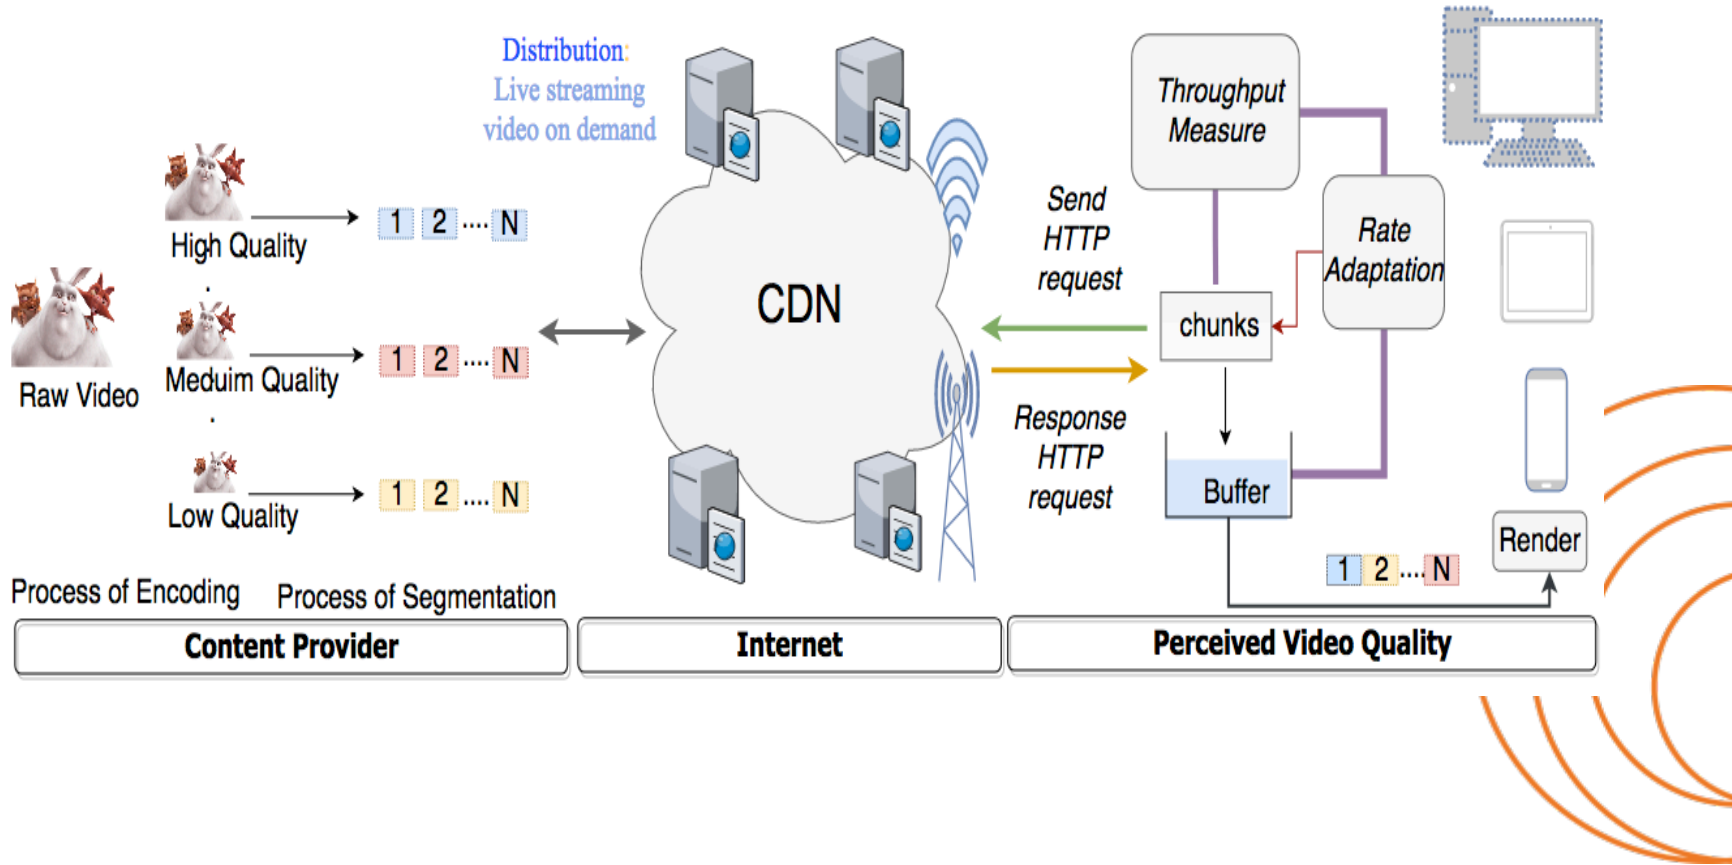 Distribution:
Live streaming
video on demand
High Quality
1 2 .... N
Raw Video
Meduim Quality
1 2 .... N
Low Quality
1 2 .... N
Process of Encoding
Process of Segmentation
Content Provider
CDN
Internet
Send
HTTP
request
Response
HTTP
request
Throughput
Measure
Rate
Adaptation
chunks
Buffer
1 2 .... N
Render
Perceived Video Quality